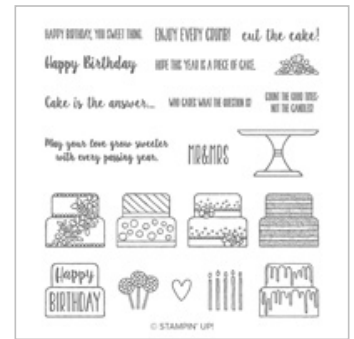 HAPPY BIRTHDAY, YOU SWEET THING.
ENJOY EVERY CRUMB!
cut the cake!
Happy Birthday
HOPE THIS YEAR IS A PIECE OF CAKE.
Cake is the answer...
WHO CARES WHAT THE QUESTION IS?
COUNT THE GOOD TIMES-
NOT THE CANDLES!
May your love grow sweeter
with every passing year.
MR&MRS
Happy
BIRTHDAY
© STAMPIN' UP!